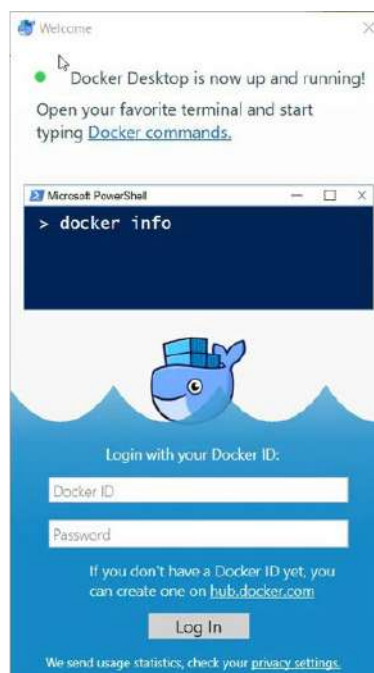 Welcome
Docker Desktop is now up and running!
Open your favorite terminal and start
typing Docker commands.
Microsoft PowerShell
> docker info
Login with your Docker ID:
Docker ID
Password
If you don't have a Docker ID yet, you
can create one on hub.docker.com
Log In
We send usage statistics, check your privacy settings.